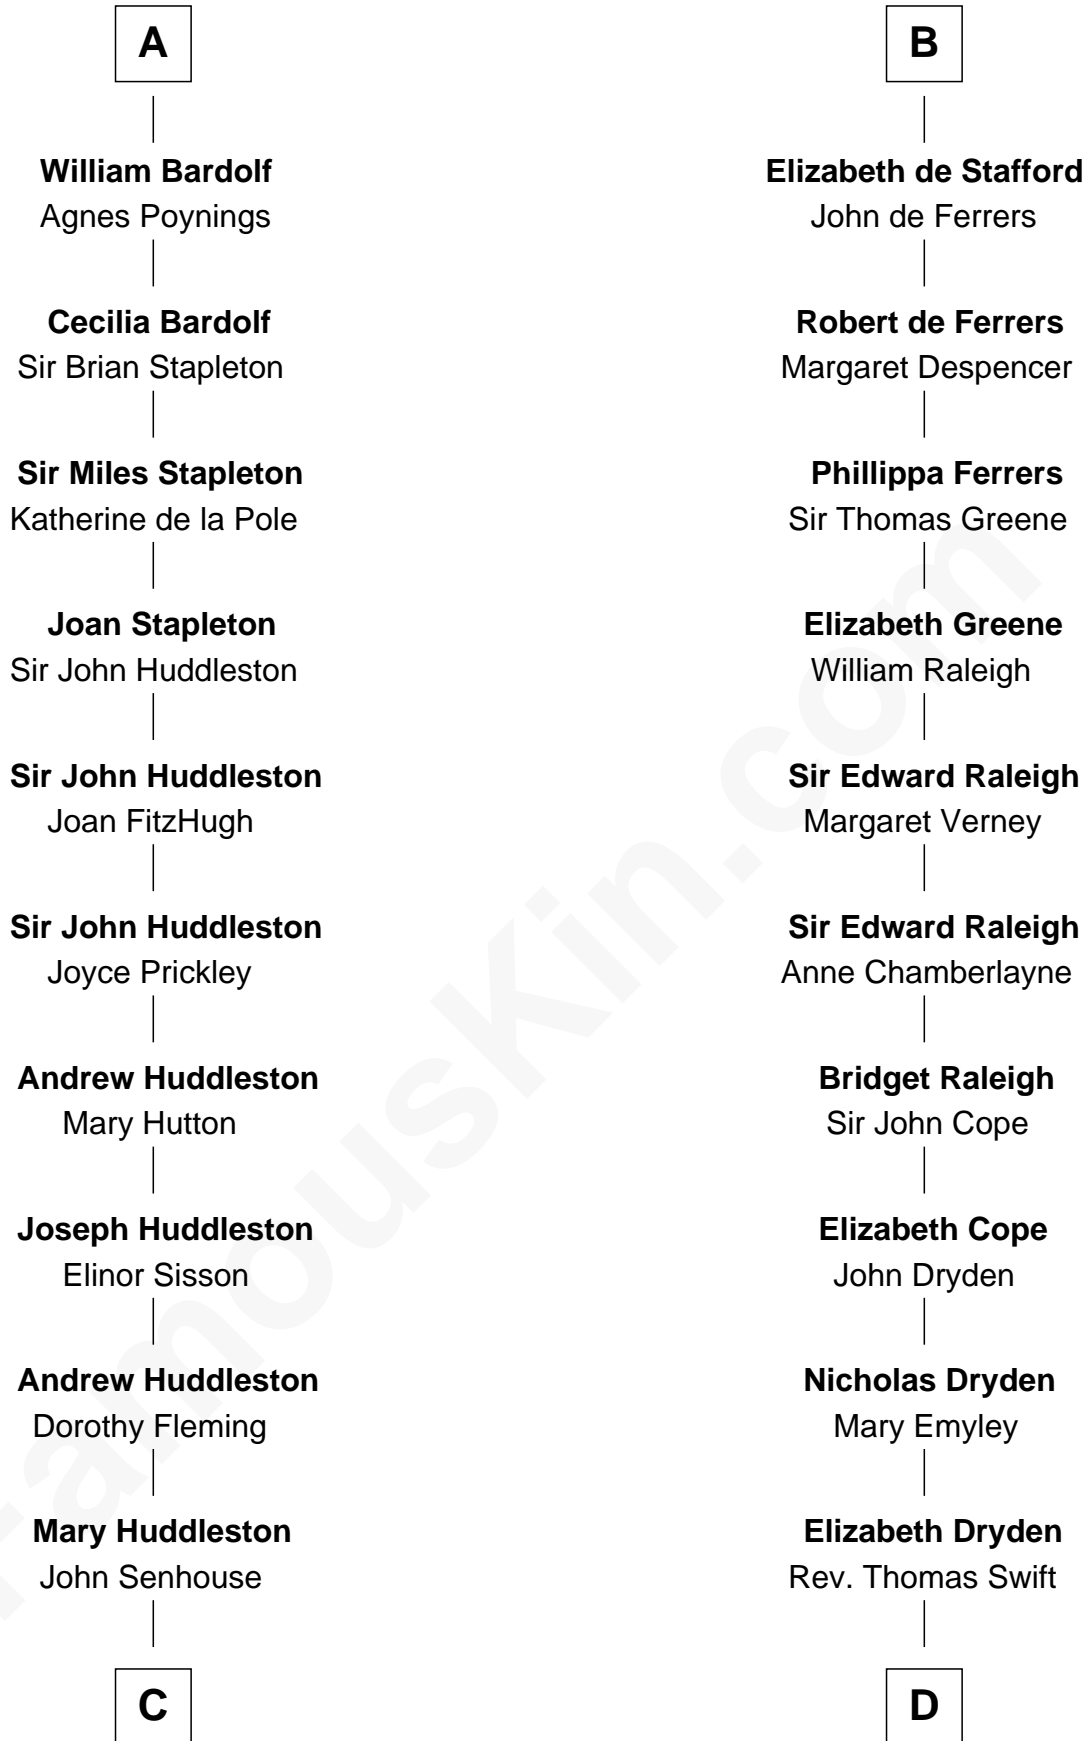 A
William Bardolf
Agnes Poynings
Cecilia Bardolf
Sir Brian Stapleton
Sir Miles Stapleton
Katherine de la Pole
Joan Stapleton
Sir John Huddleston
Sir John Huddleston
Joan FitzHugh
Sir John Huddleston
Joyce Prickley
Andrew Huddleston
Mary Hutton
Joseph Huddleston
Elinor Sisson
Andrew Huddleston
Dorothy Fleming
Mary Huddleston
John Senhouse
C
B
Elizabeth de Stafford
John de Ferrers
Robert de Ferrers
Margaret Despencer
Phillippa Ferrers
Sir Thomas Greene
Elizabeth Greene
William Raleigh
Sir Edward Raleigh
Margaret Verney
Sir Edward Raleigh
Anne Chamberlayne
Bridget Raleigh
Sir John Cope
Elizabeth Cope
John Dryden
Nicholas Dryden
Mary Emyley
Elizabeth Dryden
Rev. Thomas Swift
D
FamousKin.com